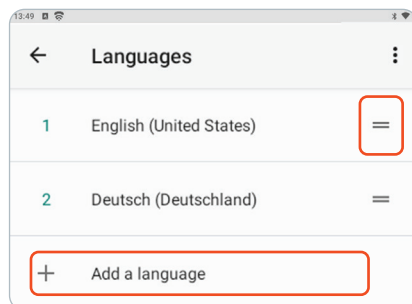 13:49
Languages
1 English (United States)
2 Deutsch (Deutschland)
+ Add a language